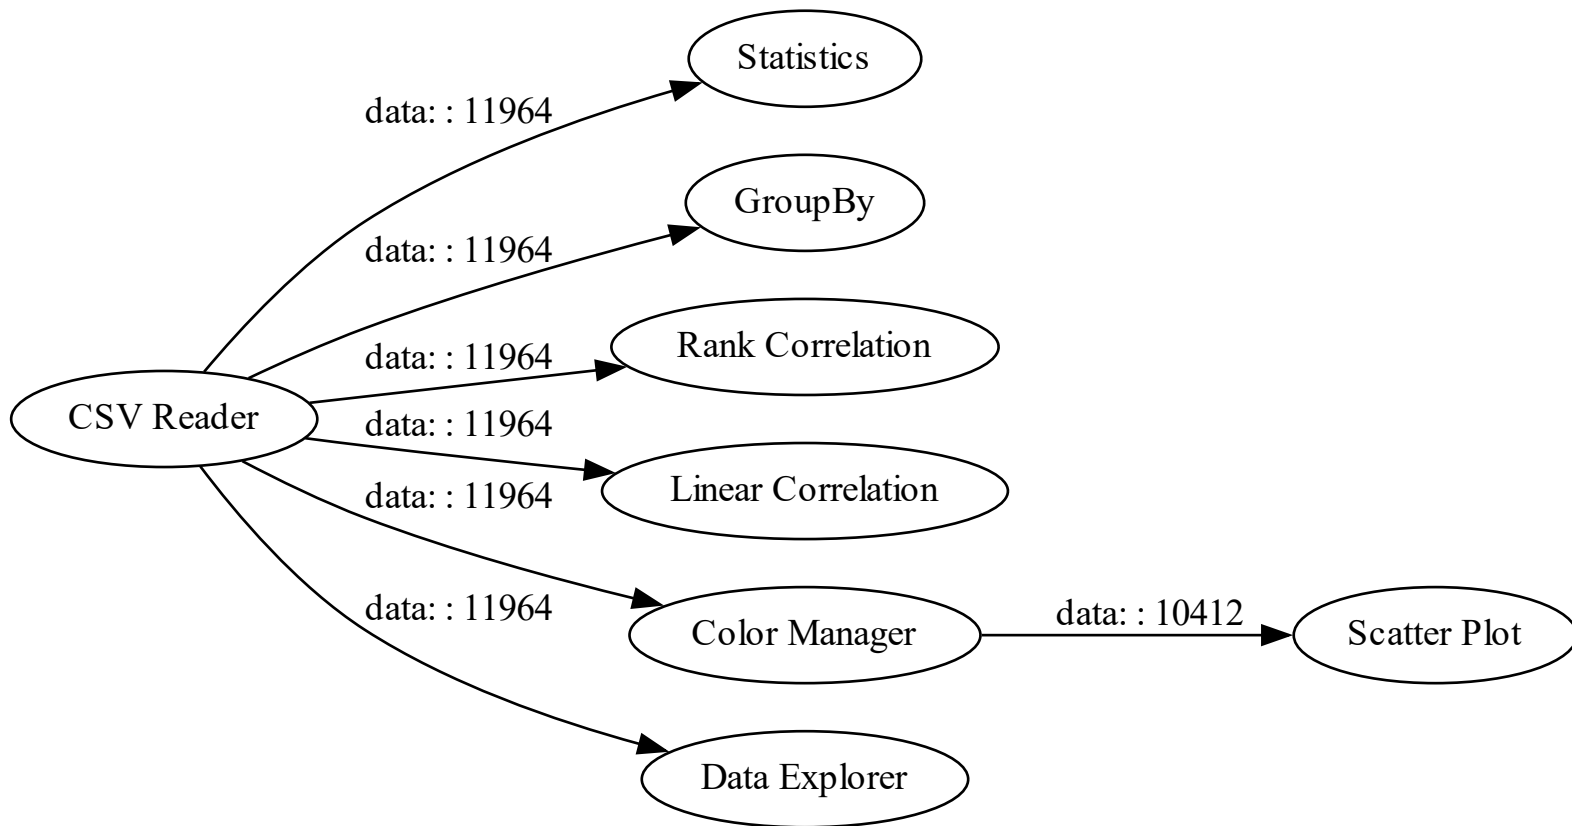 Statistics
data: : 11964
GroupBy
data: : 11964
Rank Correlation
data: : 11964
CSV Reader
data: : 11964
Linear Correlation
data: : 11964
Color Manager
data: : 10412
Scatter Plot
data: : 11964
Data Explorer